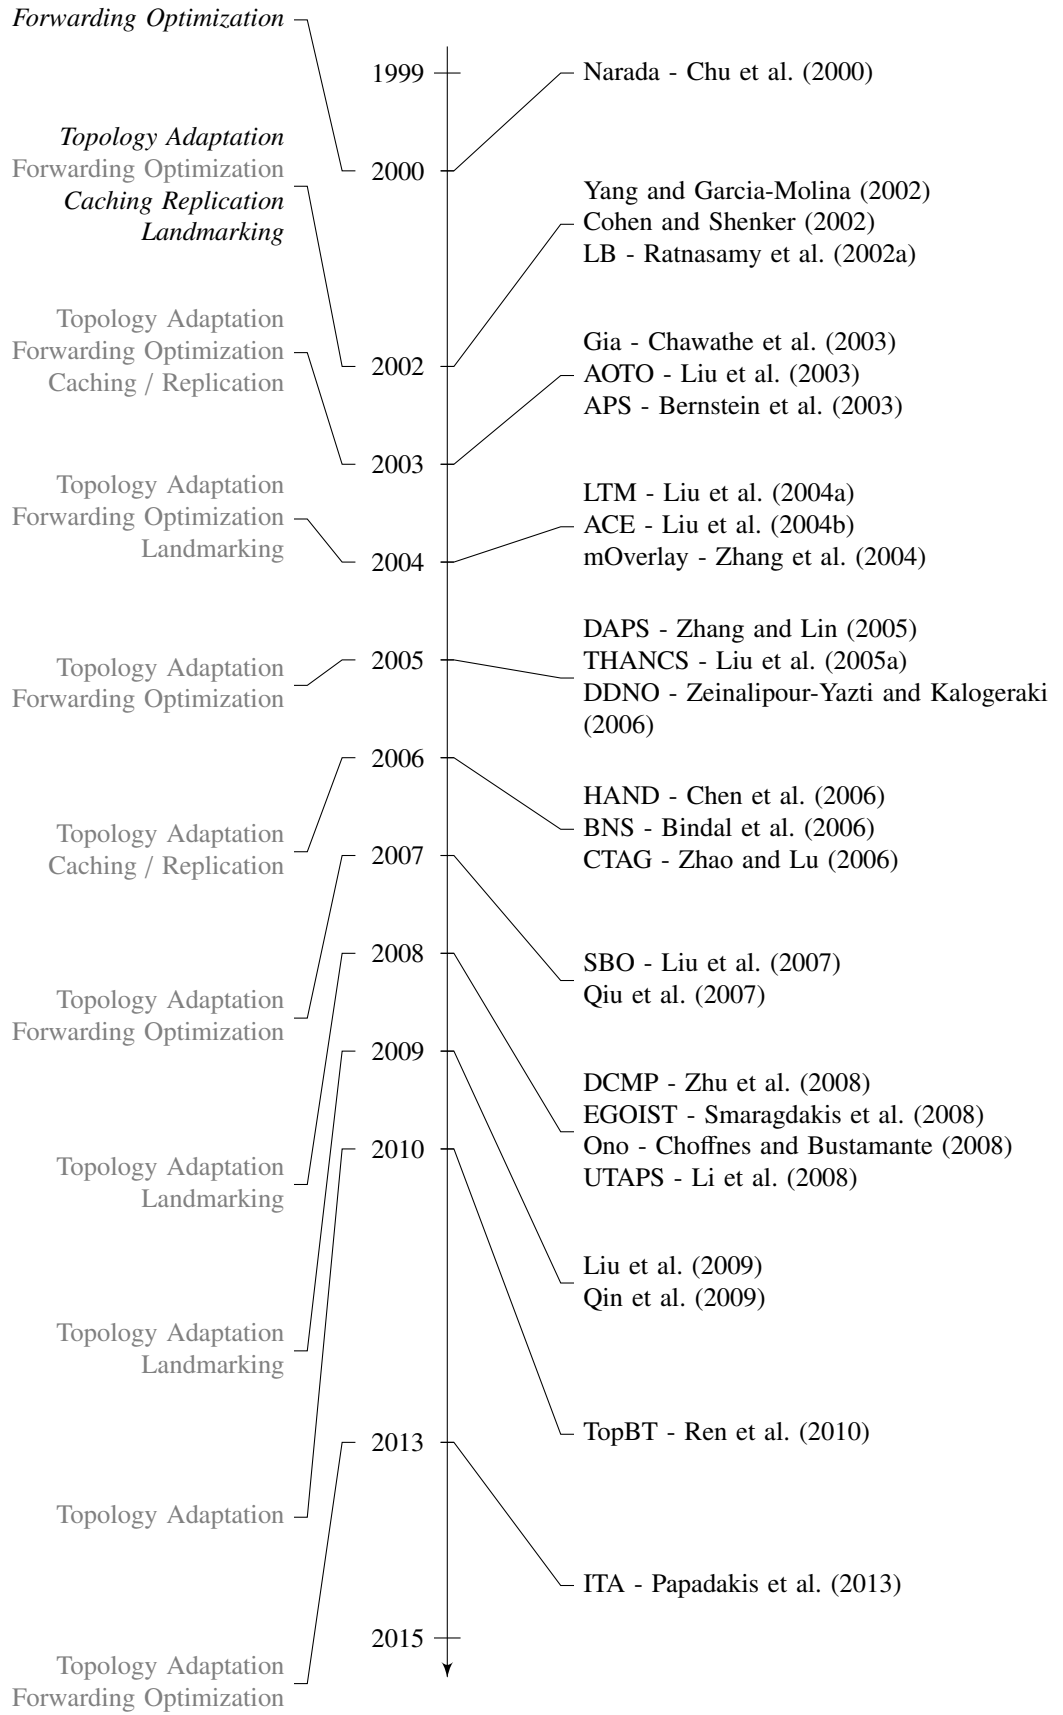 Forwarding Optimization
1999
Narada - Chu et al. (2000)
Topology Adaptation
Forwarding Optimization
Caching Replication
Landmarking
2000
Yang and Garcia-Molina (2002)
Cohen and Shenker (2002)
LB - Ratnasamy et al. (2002a)
Topology Adaptation
Forwarding Optimization
Caching / Replication
2002
Gia - Chawathe et al. (2003)
AOTO - Liu et al. (2003)
APS - Bernstein et al. (2003)
2003
Topology Adaptation
Forwarding Optimization
Landmarking
LTM - Liu et al. (2004a)
ACE - Liu et al. (2004b)
mOverlay - Zhang et al. (2004)
2004
Topology Adaptation
Forwarding Optimization
2005
DAPS - Zhang and Lin (2005)
THANCS - Liu et al. (2005a)
DDNO - Zeinalipour-Yazti and Kalogeraki
(2006)
2006
Topology Adaptation
Caching / Replication
HAND - Chen et al. (2006)
BNS - Bindal et al. (2006)
CTAG - Zhao and Lu (2006)
2007
2008
SBO - Liu et al. (2007)
Qiu et al. (2007)
Topology Adaptation
Forwarding Optimization
2009
DCMP - Zhu et al. (2008)
EGOIST - Smaragdakis et al. (2008)
Ono - Choffnes and Bustamante (2008)
UTAPS - Li et al. (2008)
2010
Topology Adaptation
Landmarking
Liu et al. (2009)
Qin et al. (2009)
Topology Adaptation
Landmarking
TopBT - Ren et al. (2010)
2013
Topology Adaptation
ITA - Papadakis et al. (2013)
2015
Topology Adaptation
Forwarding Optimization